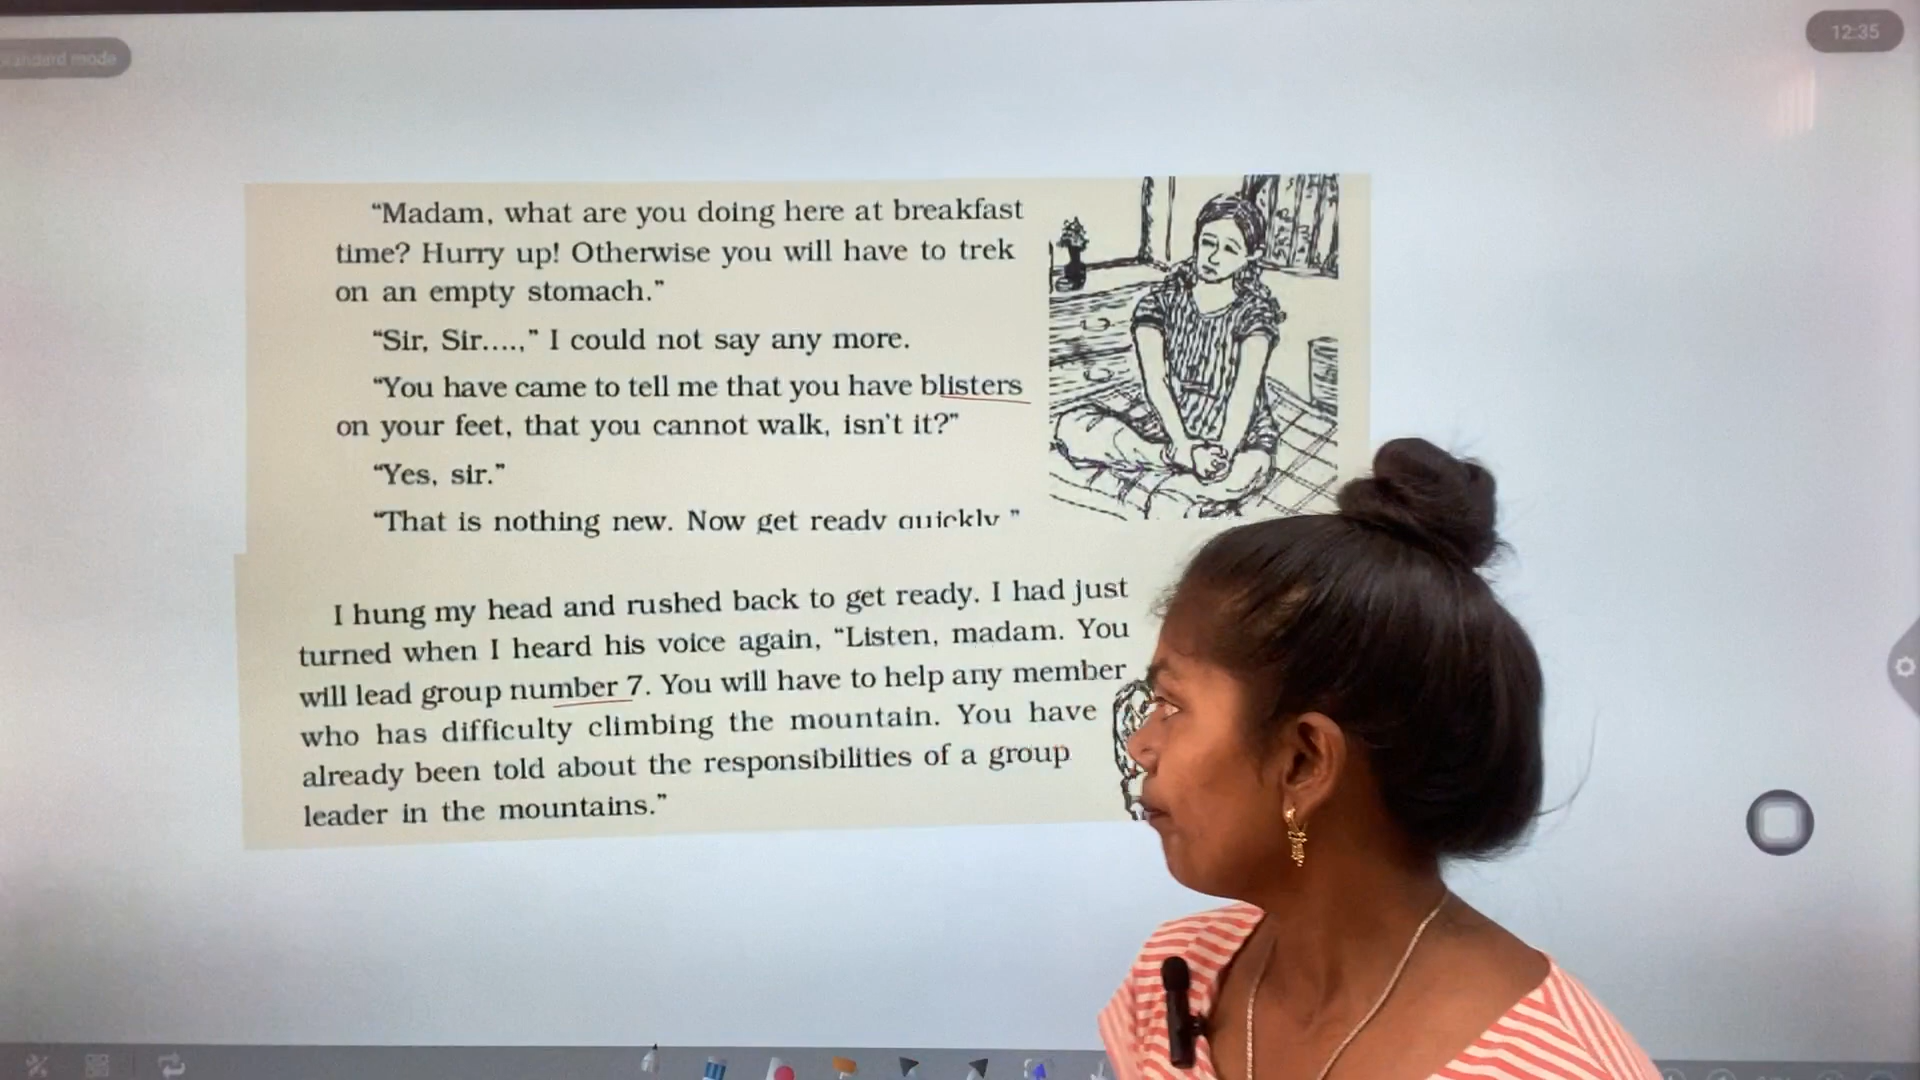 standard mode
12:35
“Madam, what are you doing here at breakfast
time? Hurry up! Otherwise you will have to trek
on an empty stomach.”
“Sir, Sir....,” I could not say any more.
“You have came to tell me that you have blisters
on your feet, that you cannot walk, isn't it?”
“Yes, sir.”
“That is nothing new. Now get ready quickly ”
I hung my head and rushed back to get ready. I had just
turned when I heard his voice again, “Listen, madam. You
will lead group number 7. You will have to help any member
who has difficulty climbing the mountain. You have
already been told about the responsibilities of a group
leader in the mountains.”